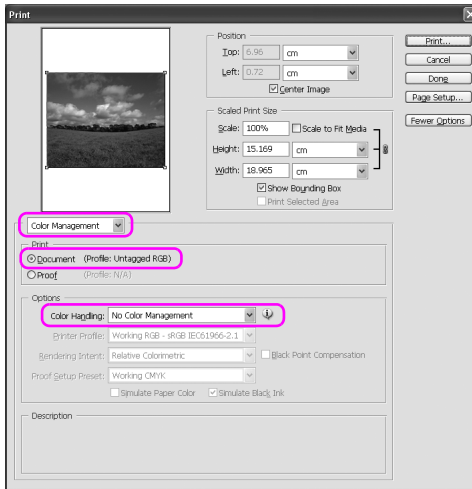 Print
Position
Top: 6.96 cm
Left: 0.72 cm
Center Image
Scaled Print Size
Scale: 100% Scale to Fit Media
Height: 15.169 cm
Width: 18.965 cm
Show Bounding Box
Print Selected Area
Print...
Cancel
Done
Page Setup...
Fewer Options
Color Management
Print
Document (Profile: Untagged RGB)
Proof (Profile: N/A)
Options
Color Handling: No Color Management
Printer Profile: Working RGB - sRGB IEC61966-2.1
Rendering Intent: Relative Colorimetric Black Point Compensation
Proof Setup Preset: Working CMYK
Simulate Paper Color Simulate Black Ink
Description